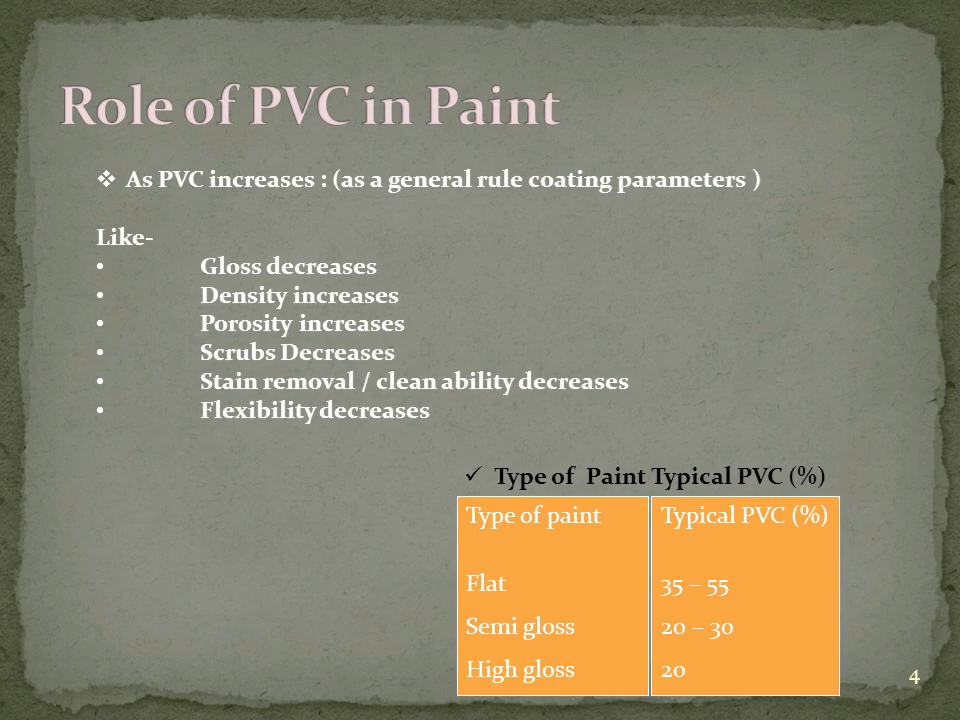 Role of PVC in Paint
❖ As PVC increases : (as a general rule coating parameters )
Like-
• Gloss decreases
• Density increases
• Porosity increases
• Scrubs Decreases
• Stain removal / clean ability decreases
• Flexibility decreases
✓ Type of Paint Typical PVC (%)
Type of paint Typical PVC (%)
Flat 35 – 55
Semi gloss 20 – 30
High gloss 20
4